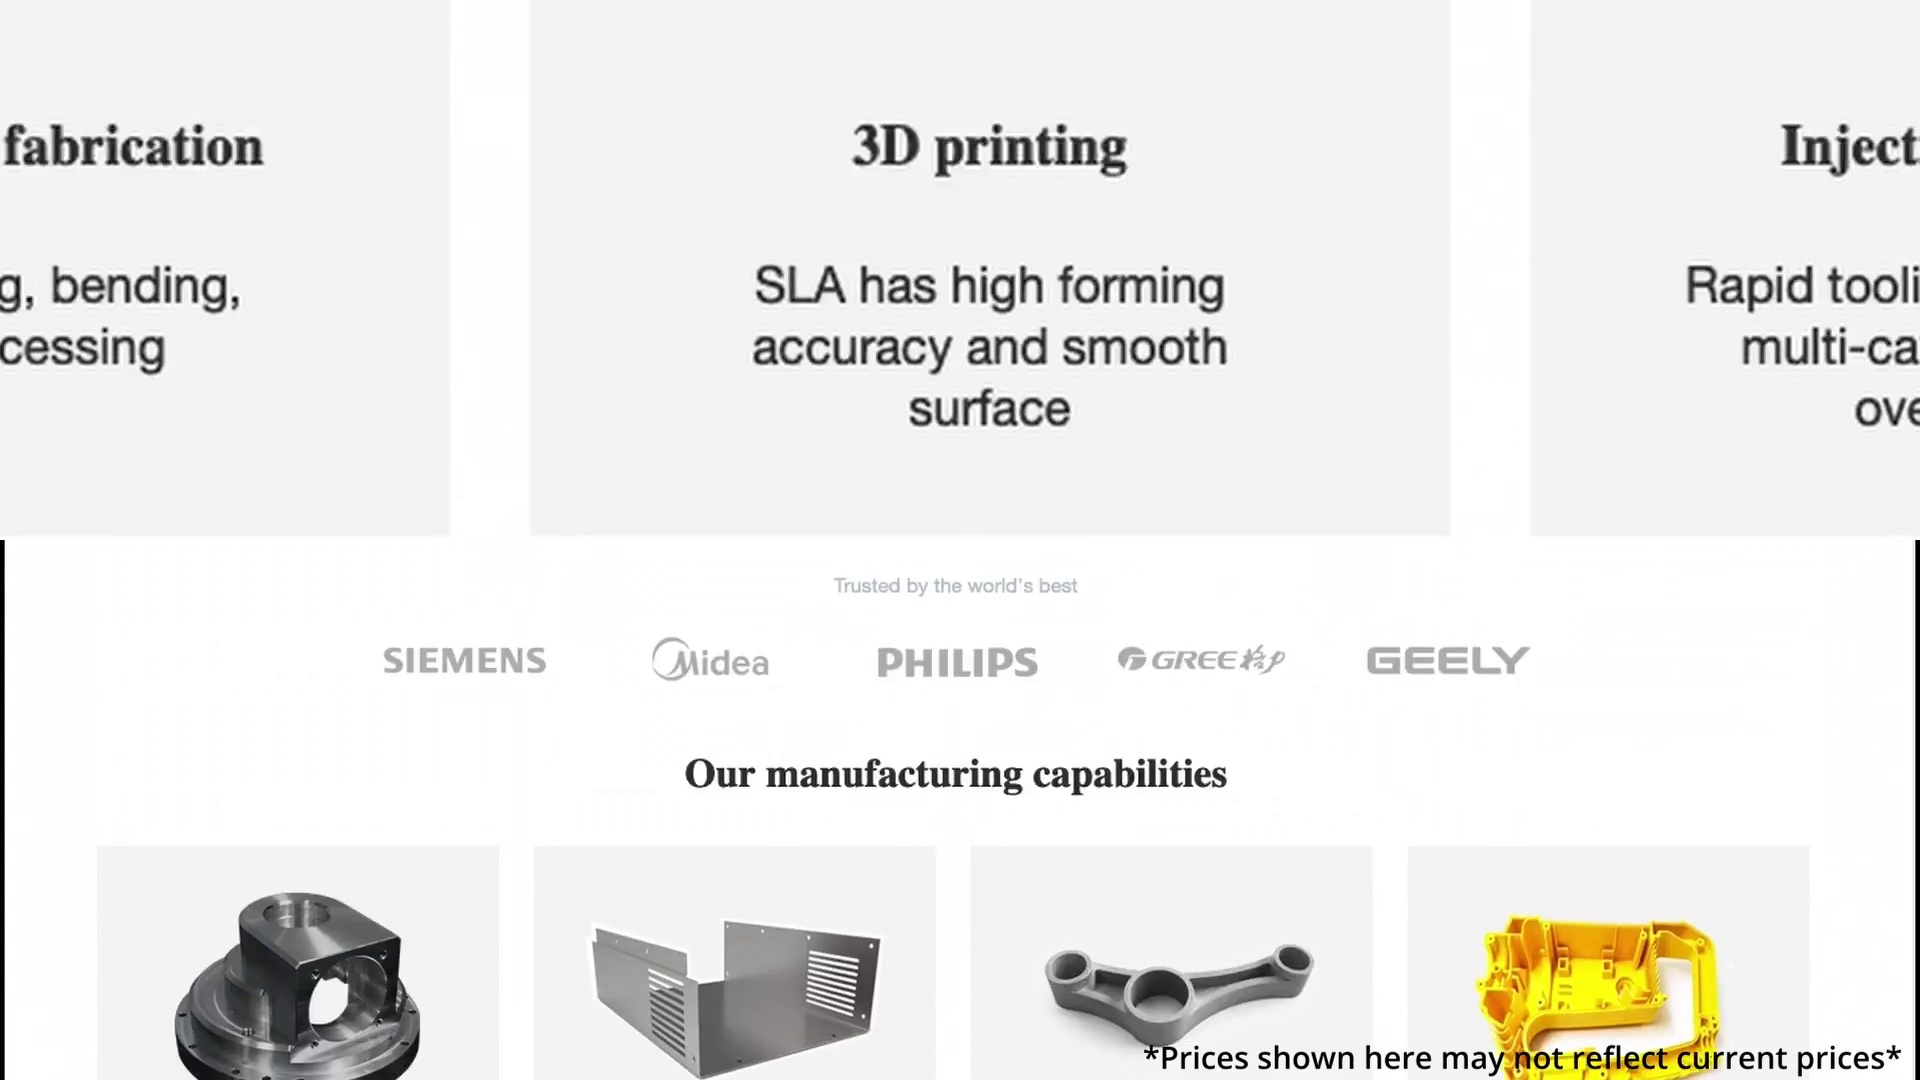 fabrication
g, bending,
cessing
3D printing
SLA has high forming
accuracy and smooth
surface
Inject
Rapid tooli
multi-ca
ove
Trusted by the world's best
SIEMENS
Midea
PHILIPS
GREE 格力
GEELY
Our manufacturing capabilities
*Prices shown here may not reflect current prices*